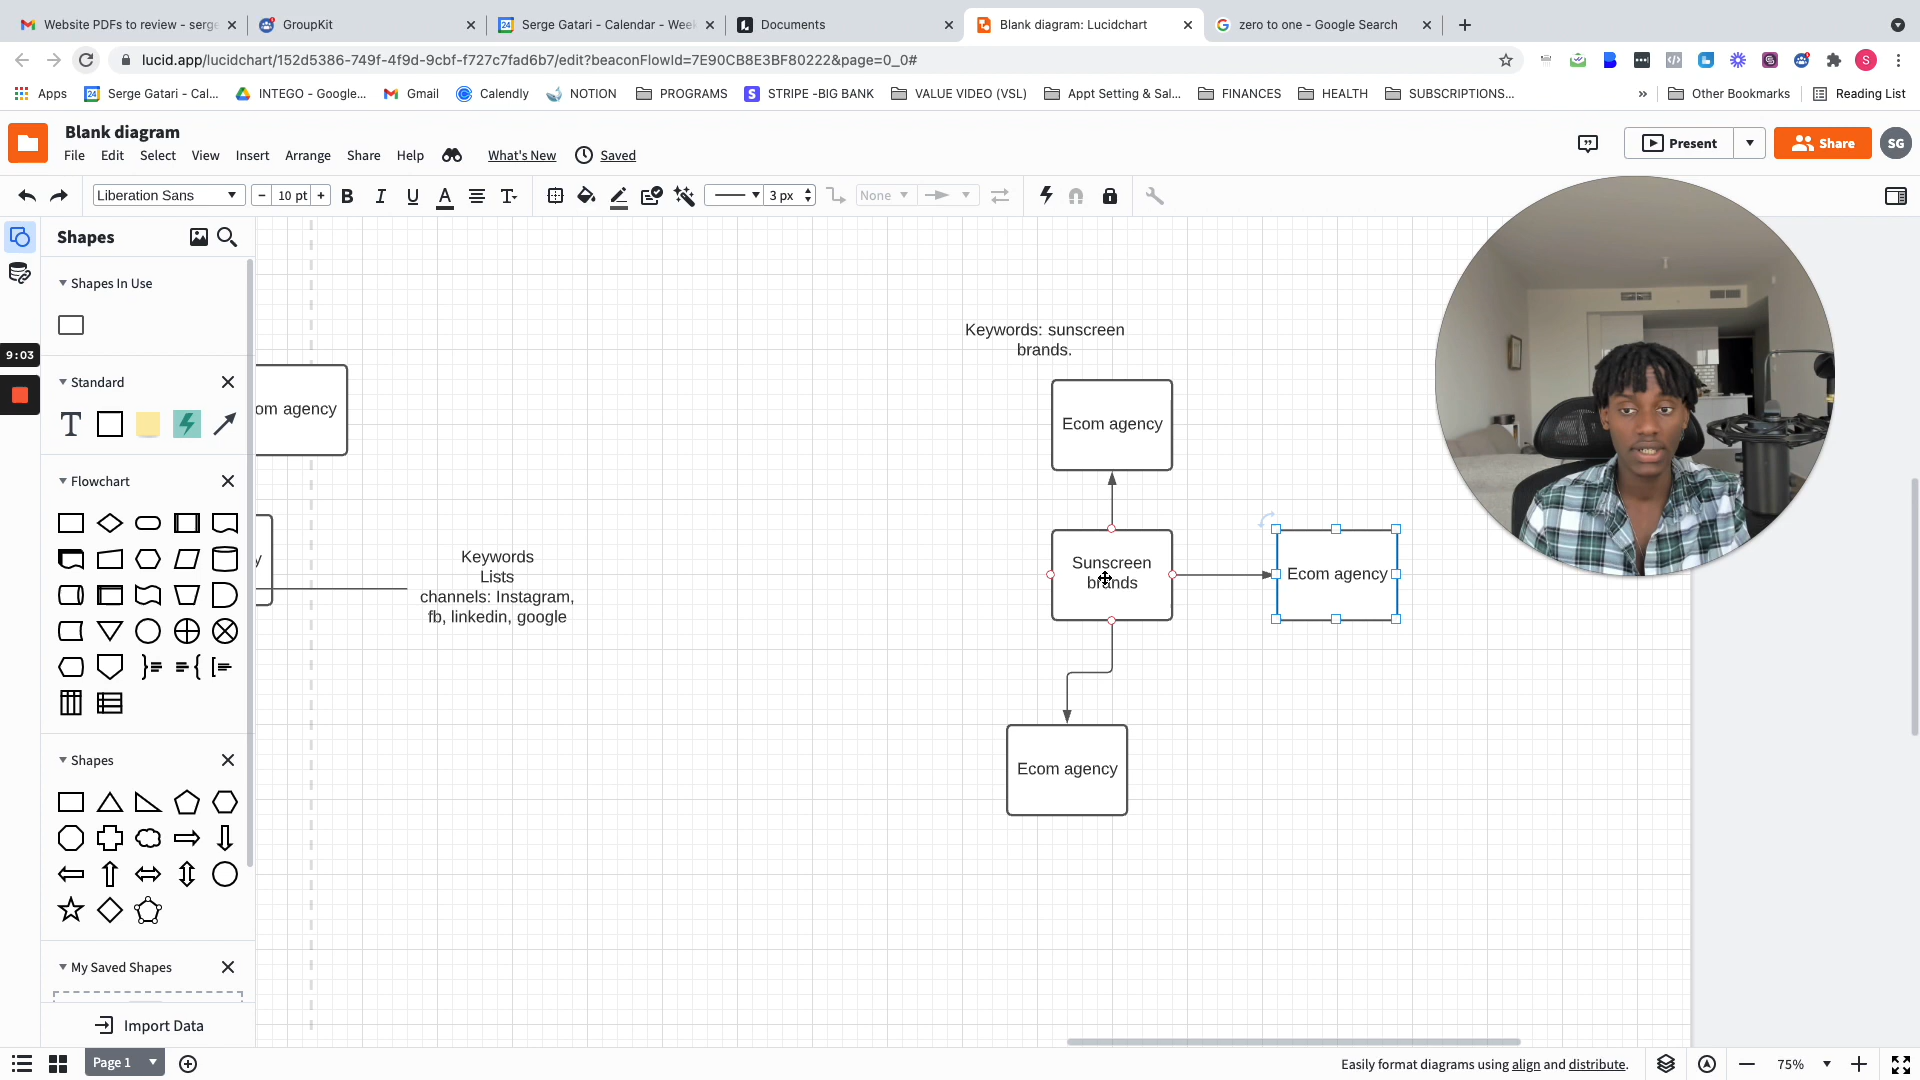 Website PDFs to review - serge
GroupKit
Serge Gatari - Calendar - Week
Documents
Blank diagram: Lucidchart
zero to one - Google Search
lucid.app/lucidchart/152d5386-749f-4f9d-9cbf-f727c7fad6b7/edit?beaconFlowId=7E90CB8E3BF80222&page=0_0#
S
Apps
Serge Gatari - Cal...
INTEGO - Google...
Gmail
Calendly
NOTION
PROGRAMS
STRIPE -BIG BANK
VALUE VIDEO (VSL)
Appt Setting & Sal...
FINANCES
HEALTH
SUBSCRIPTIONS...
Other Bookmarks
Reading List
Blank diagram
File Edit Select View Insert Arrange Share Help What's New Saved
Present
Share
SG
Liberation Sans
10 pt
B I U A T
3 px
None
Shapes
Shapes In Use
9:03
Standard
T
Flowchart
Shapes
My Saved Shapes
Import Data
om agency
y
Keywords
Lists
channels: Instagram,
fb, linkedin, google
Keywords: sunscreen
brands.
Ecom agency
Sunscreen
brands
Ecom agency
Ecom agency
Page 1
Easily format diagrams using align and distribute.
75%